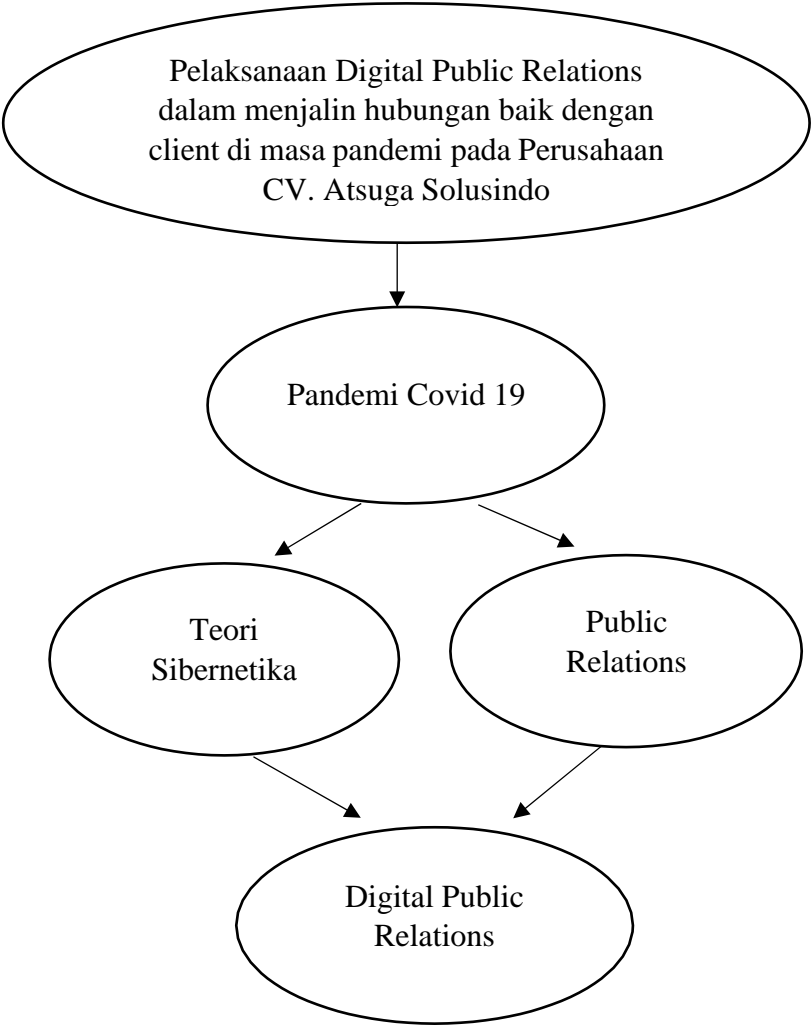 Pelaksanaan Digital Public Relations
dalam menjalin hubungan baik dengan
client di masa pandemi pada Perusahaan
CV. Atsuga Solusindo
Pandemi Covid 19
Teori
Sibernetika
Public
Relations
Digital Public
Relations